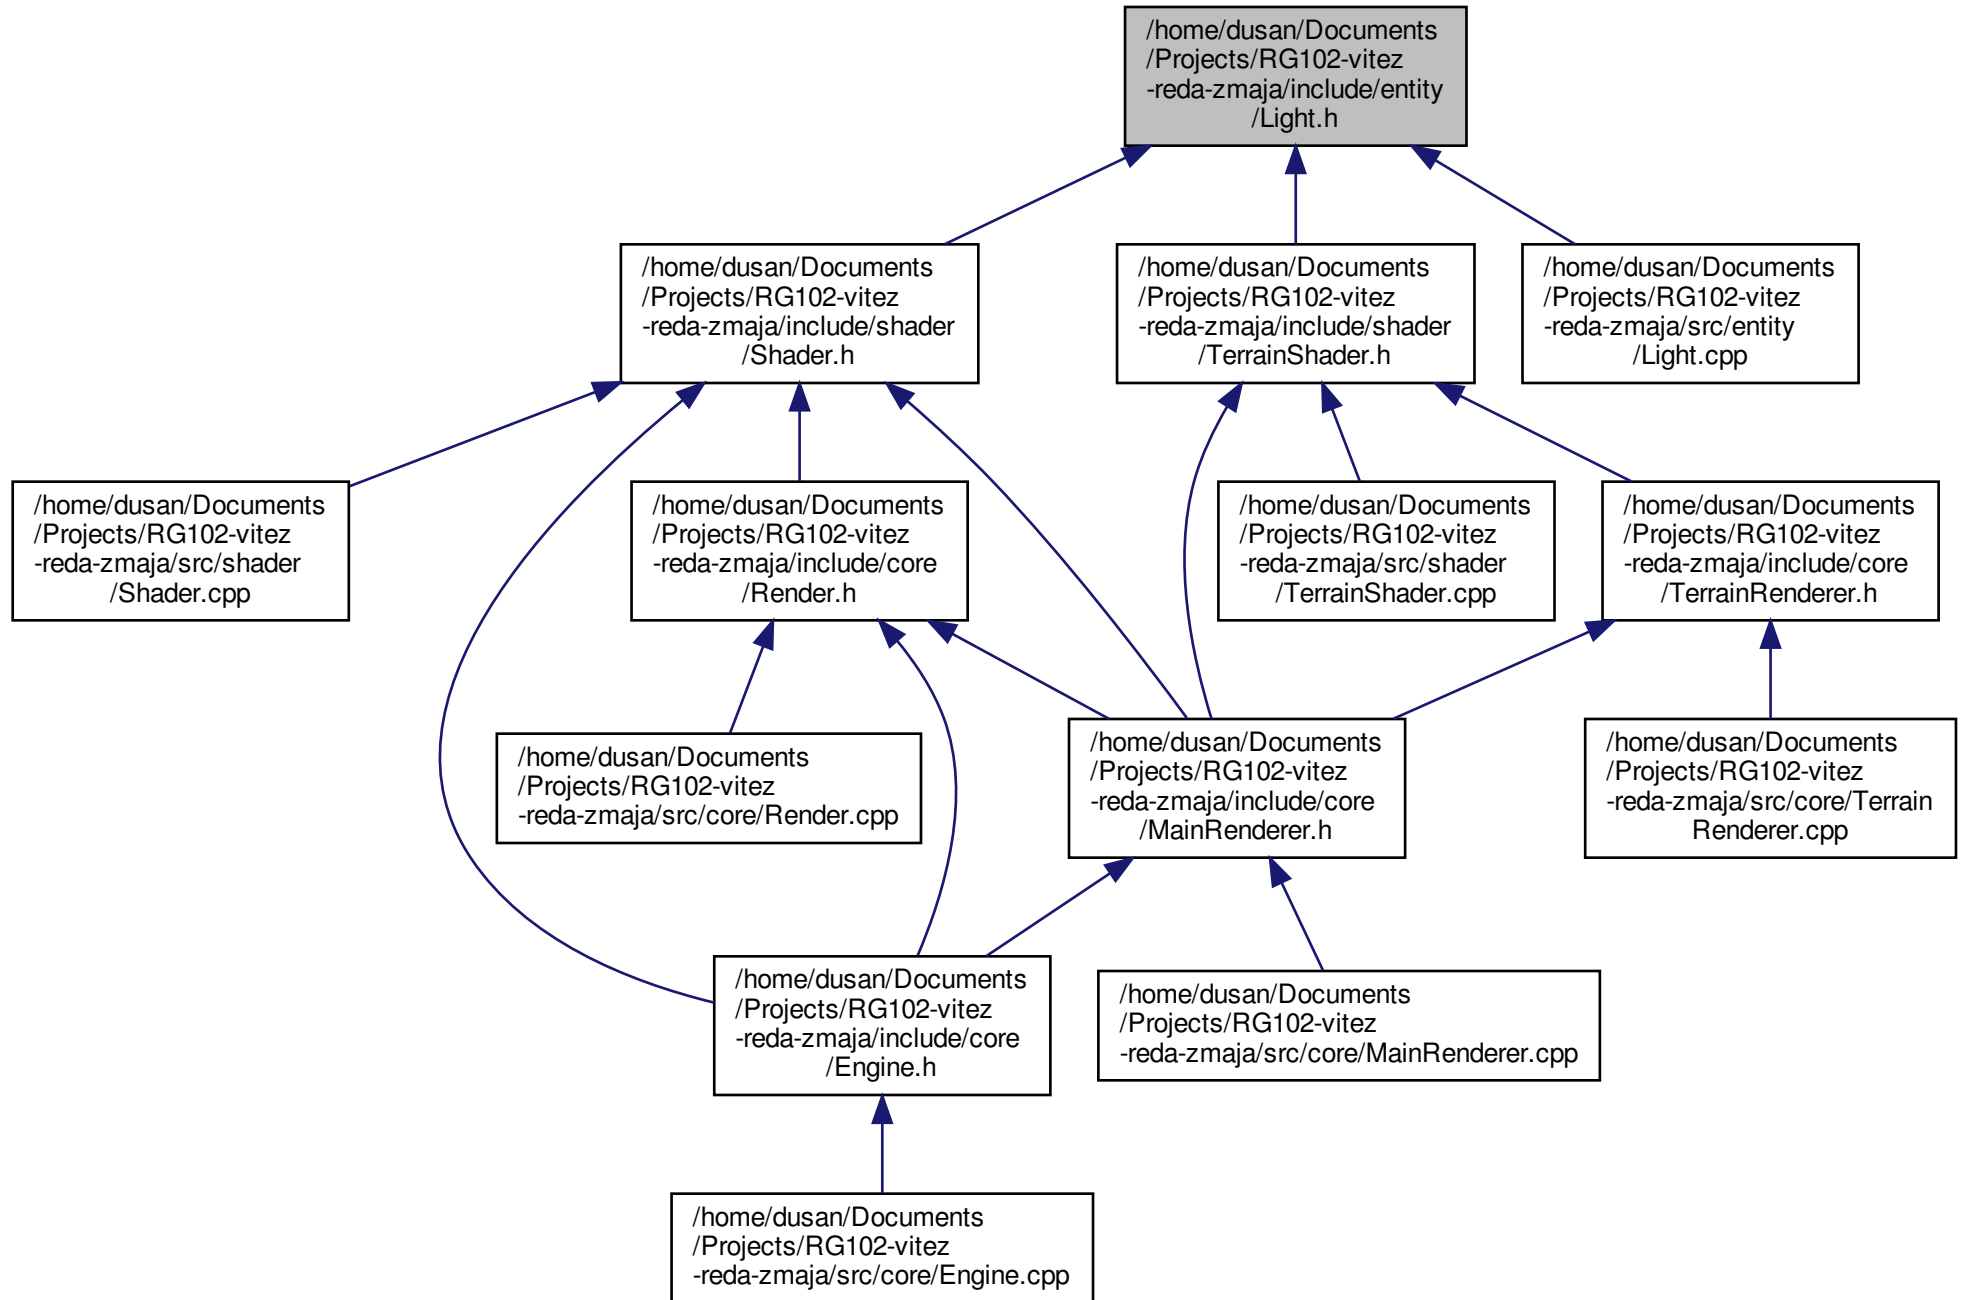 /home/dusan/Documents
/Projects/RG102-vitez
-reda-zmaja/include/entity
/Light.h
/home/dusan/Documents
/Projects/RG102-vitez
-reda-zmaja/include/shader
/Shader.h
/home/dusan/Documents
/Projects/RG102-vitez
-reda-zmaja/include/shader
/TerrainShader.h
/home/dusan/Documents
/Projects/RG102-vitez
-reda-zmaja/src/entity
/Light.cpp
/home/dusan/Documents
/Projects/RG102-vitez
-reda-zmaja/src/shader
/Shader.cpp
/home/dusan/Documents
/Projects/RG102-vitez
-reda-zmaja/include/core
/Render.h
/home/dusan/Documents
/Projects/RG102-vitez
-reda-zmaja/src/shader
/TerrainShader.cpp
/home/dusan/Documents
/Projects/RG102-vitez
-reda-zmaja/include/core
/TerrainRenderer.h
/home/dusan/Documents
/Projects/RG102-vitez
-reda-zmaja/src/core/Render.cpp
/home/dusan/Documents
/Projects/RG102-vitez
-reda-zmaja/include/core
/MainRenderer.h
/home/dusan/Documents
/Projects/RG102-vitez
-reda-zmaja/src/core/Terrain
Renderer.cpp
/home/dusan/Documents
/Projects/RG102-vitez
-reda-zmaja/include/core
/Engine.h
/home/dusan/Documents
/Projects/RG102-vitez
-reda-zmaja/src/core/MainRenderer.cpp
/home/dusan/Documents
/Projects/RG102-vitez
-reda-zmaja/src/core/Engine.cpp